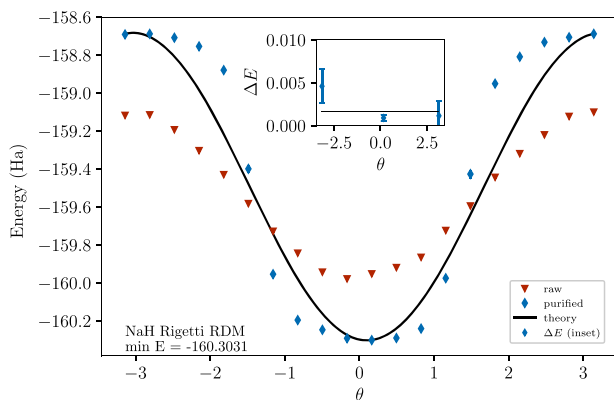 −158.6
−158.8
−159.0
−159.2
−159.4
−159.6
−159.8
−160.0
−160.2
Energy (Ha)
−3
−2
−1
0
1
2
3
θ
0.010
0.005
0.000
ΔE
−2.5
0.0
2.5
θ
NaH Rigetti RDM
min E = -160.3031
raw
purified
theory
ΔE (inset)